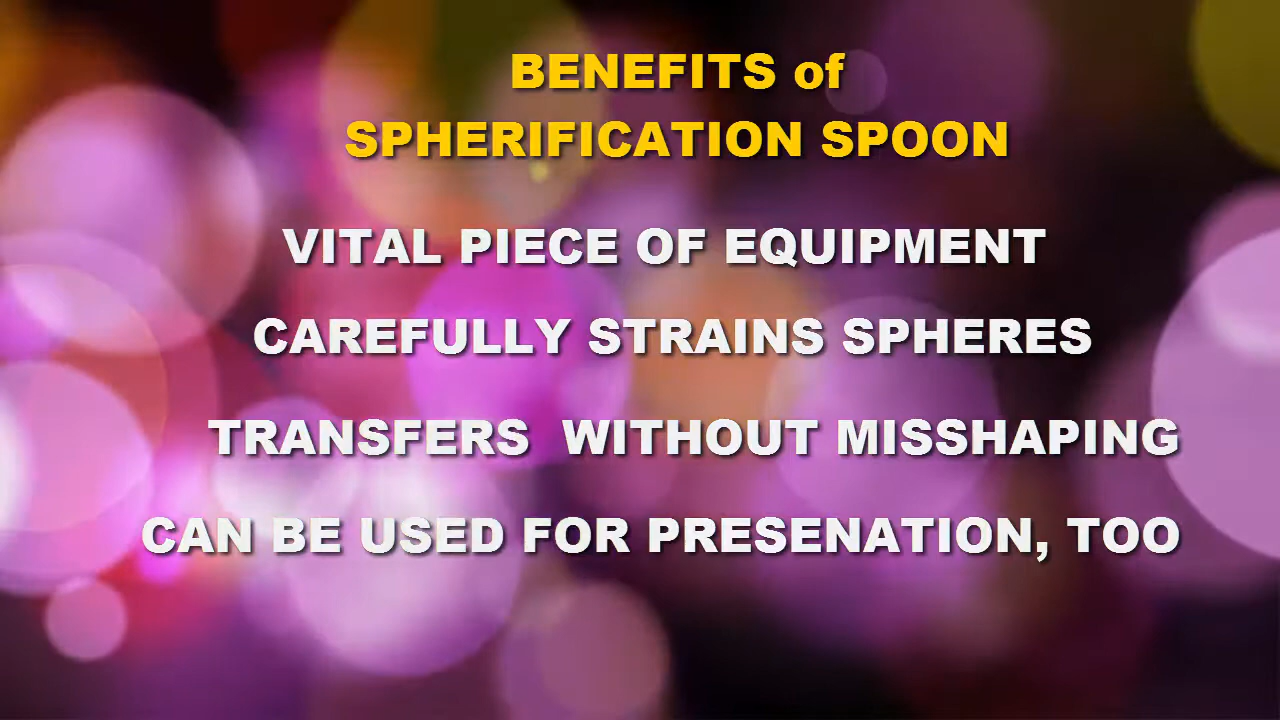 BENEFITS of
SPHERIFICATION SPOON
VITAL PIECE OF EQUIPMENT
CAREFULLY STRAINS SPHERES
TRANSFERS  WITHOUT MISSHAPING
CAN BE USED FOR PRESENATION, TOO